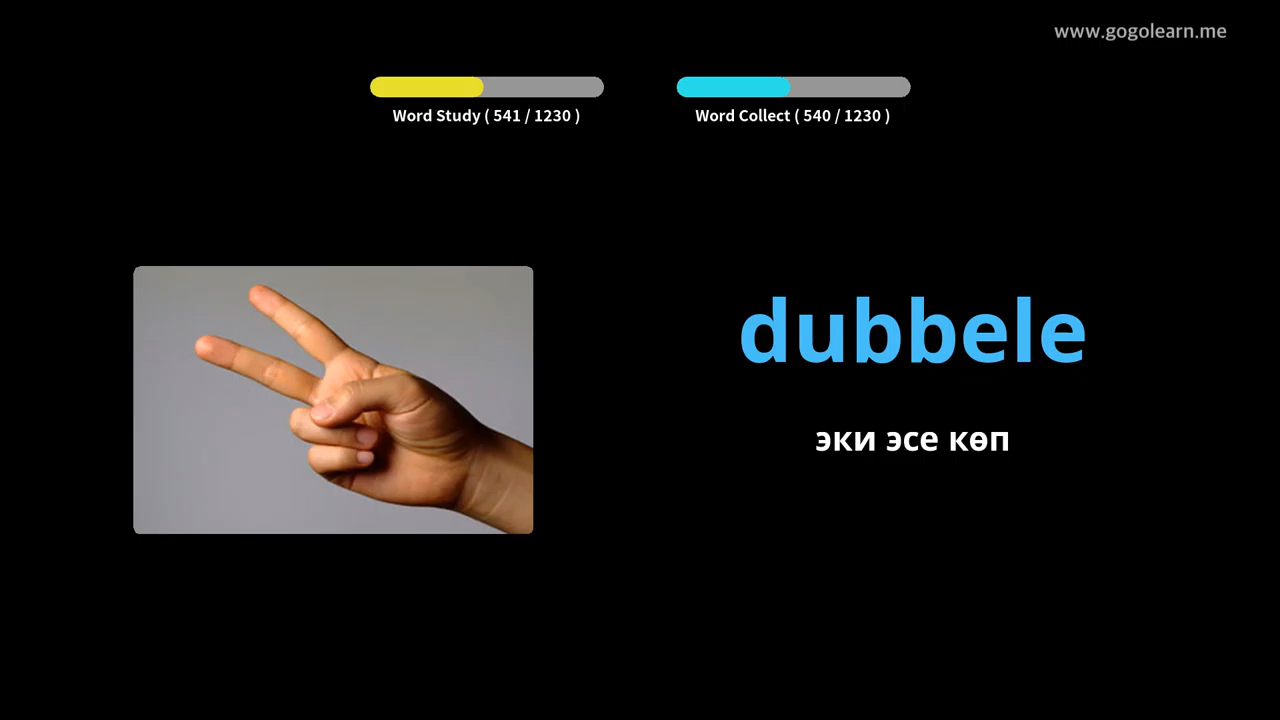 www.gogolearn.me
Word Study ( 541 / 1230 )
Word Collect ( 540 / 1230 )
dubbele
эки эсе көп